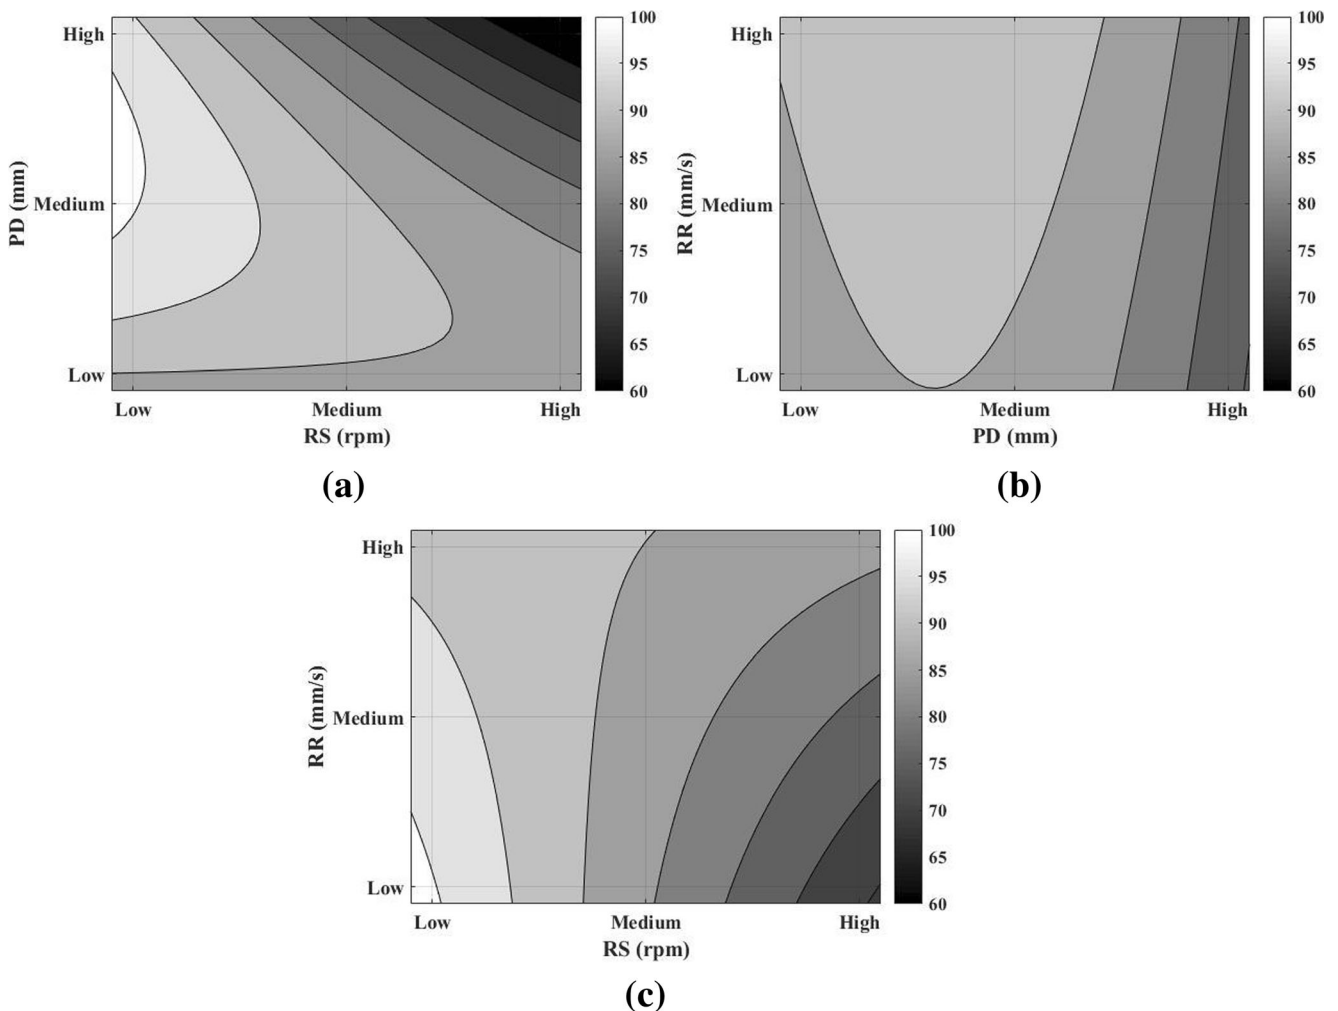 High
Medium
Low
PD (mm)
Low Medium High
RS (rpm)
100
95
90
85
80
75
70
65
60
(a)
High
Medium
Low
RR (mm/s)
Low Medium High
PD (mm)
100
95
90
85
80
75
70
65
60
(b)
High
Medium
Low
RR (mm/s)
Low Medium High
RS (rpm)
100
95
90
85
80
75
70
65
60
(c)